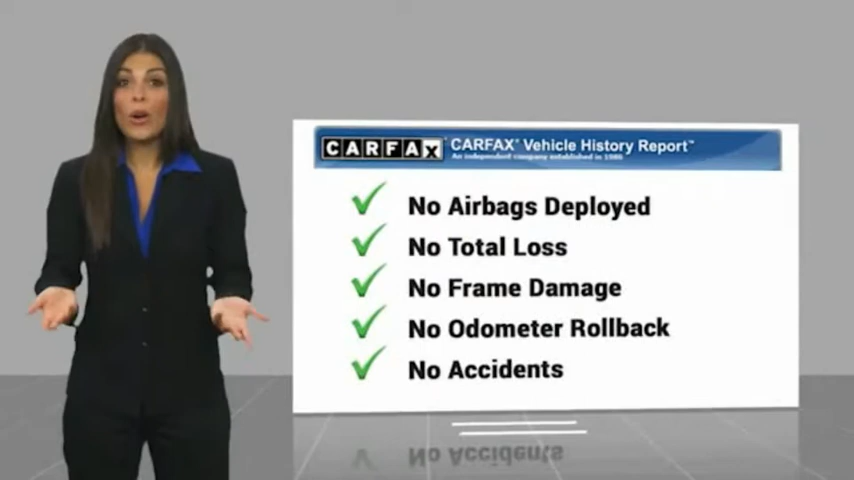 CARFAX CARFAX® Vehicle History Report™
An independent company established in 1986
No Airbags Deployed
No Total Loss
No Frame Damage
No Odometer Rollback
No Accidents
No Accidents